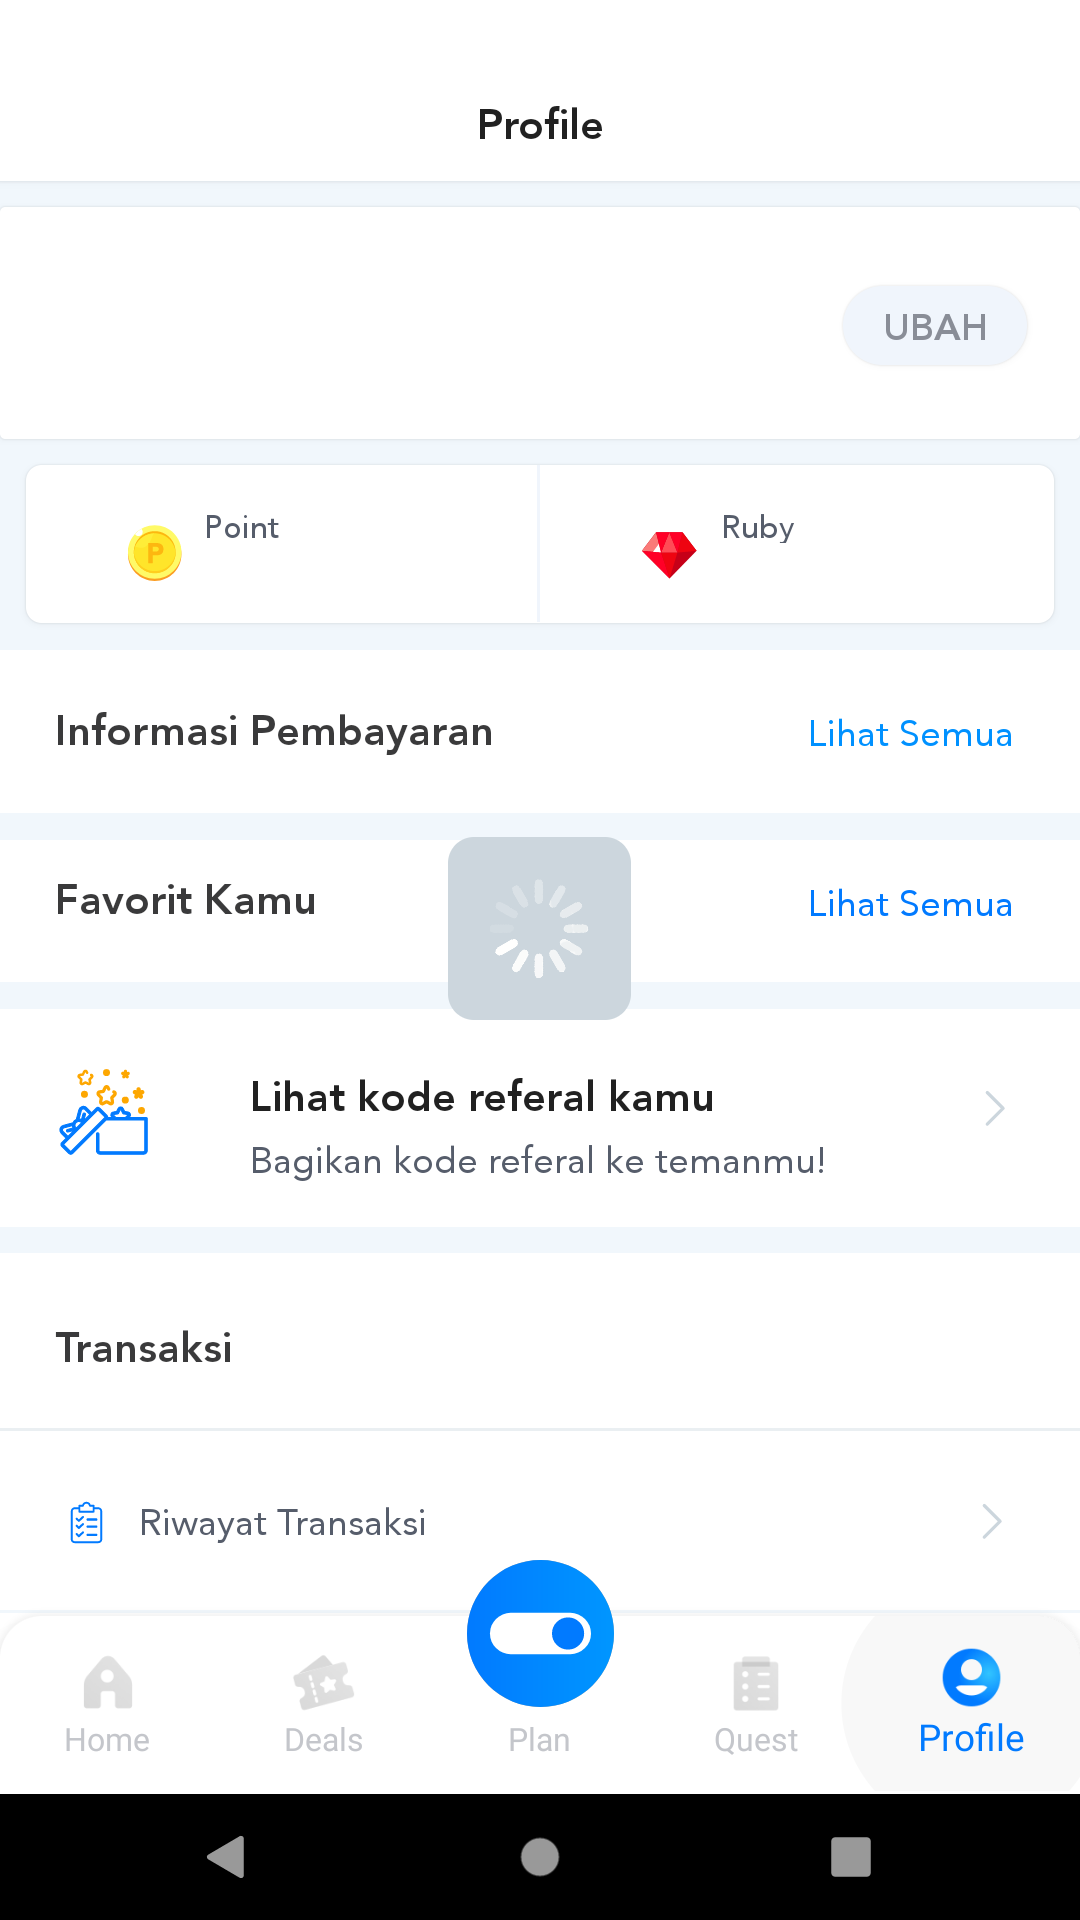 Profile
UBAH
P
Point
Ruby
Informasi Pembayaran
Lihat Semua
Favorit Kamu
Lihat Semua
Lihat kode referal kamu
Bagikan kode referal ke temanmu!
Transaksi
Riwayat Transaksi
Home
Deals
Plan
Quest
Profile